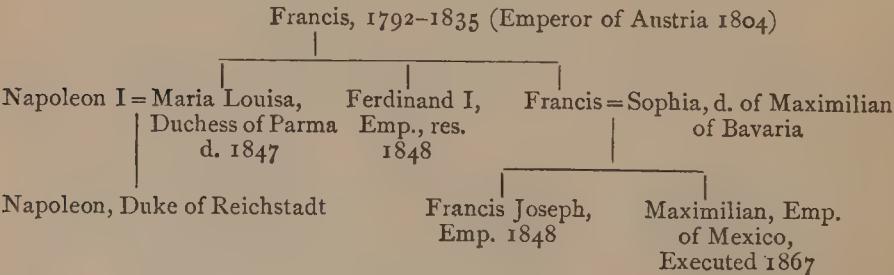 Francis, 1792–1835 (Emperor of Austria 1804)
Napoleon I = Maria Louisa,
Duchess of Parma
d. 1847
Ferdinand I,
Emp., res.
1848
Francis = Sophia, d. of Maximilian
of Bavaria
Napoleon, Duke of Reichstadt
Francis Joseph,
Emp. 1848
Maximilian, Emp.
of Mexico,
Executed 1867